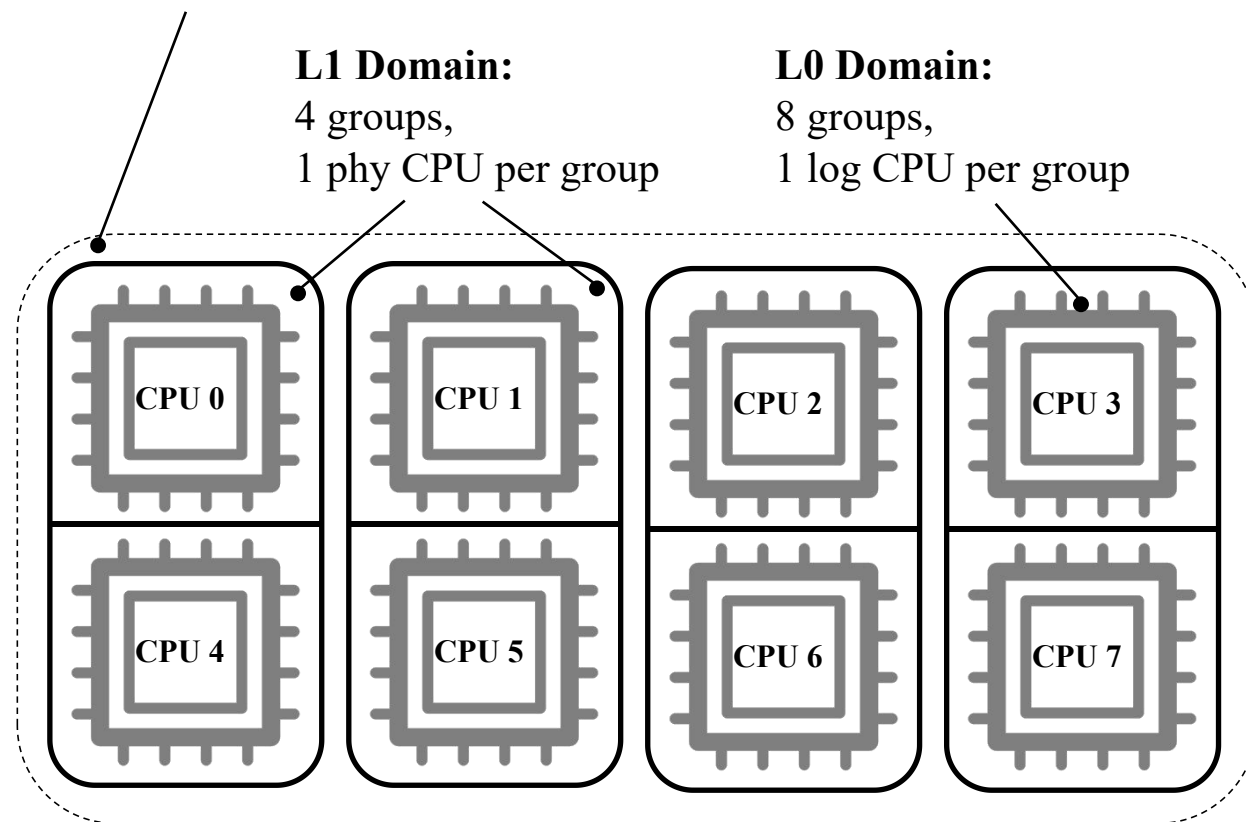 L1 Domain:
4 groups,
1 phy CPU per group
L0 Domain:
8 groups,
1 log CPU per group
CPU 0
CPU 1
CPU 2
CPU 3
CPU 4
CPU 5
CPU 6
CPU 7